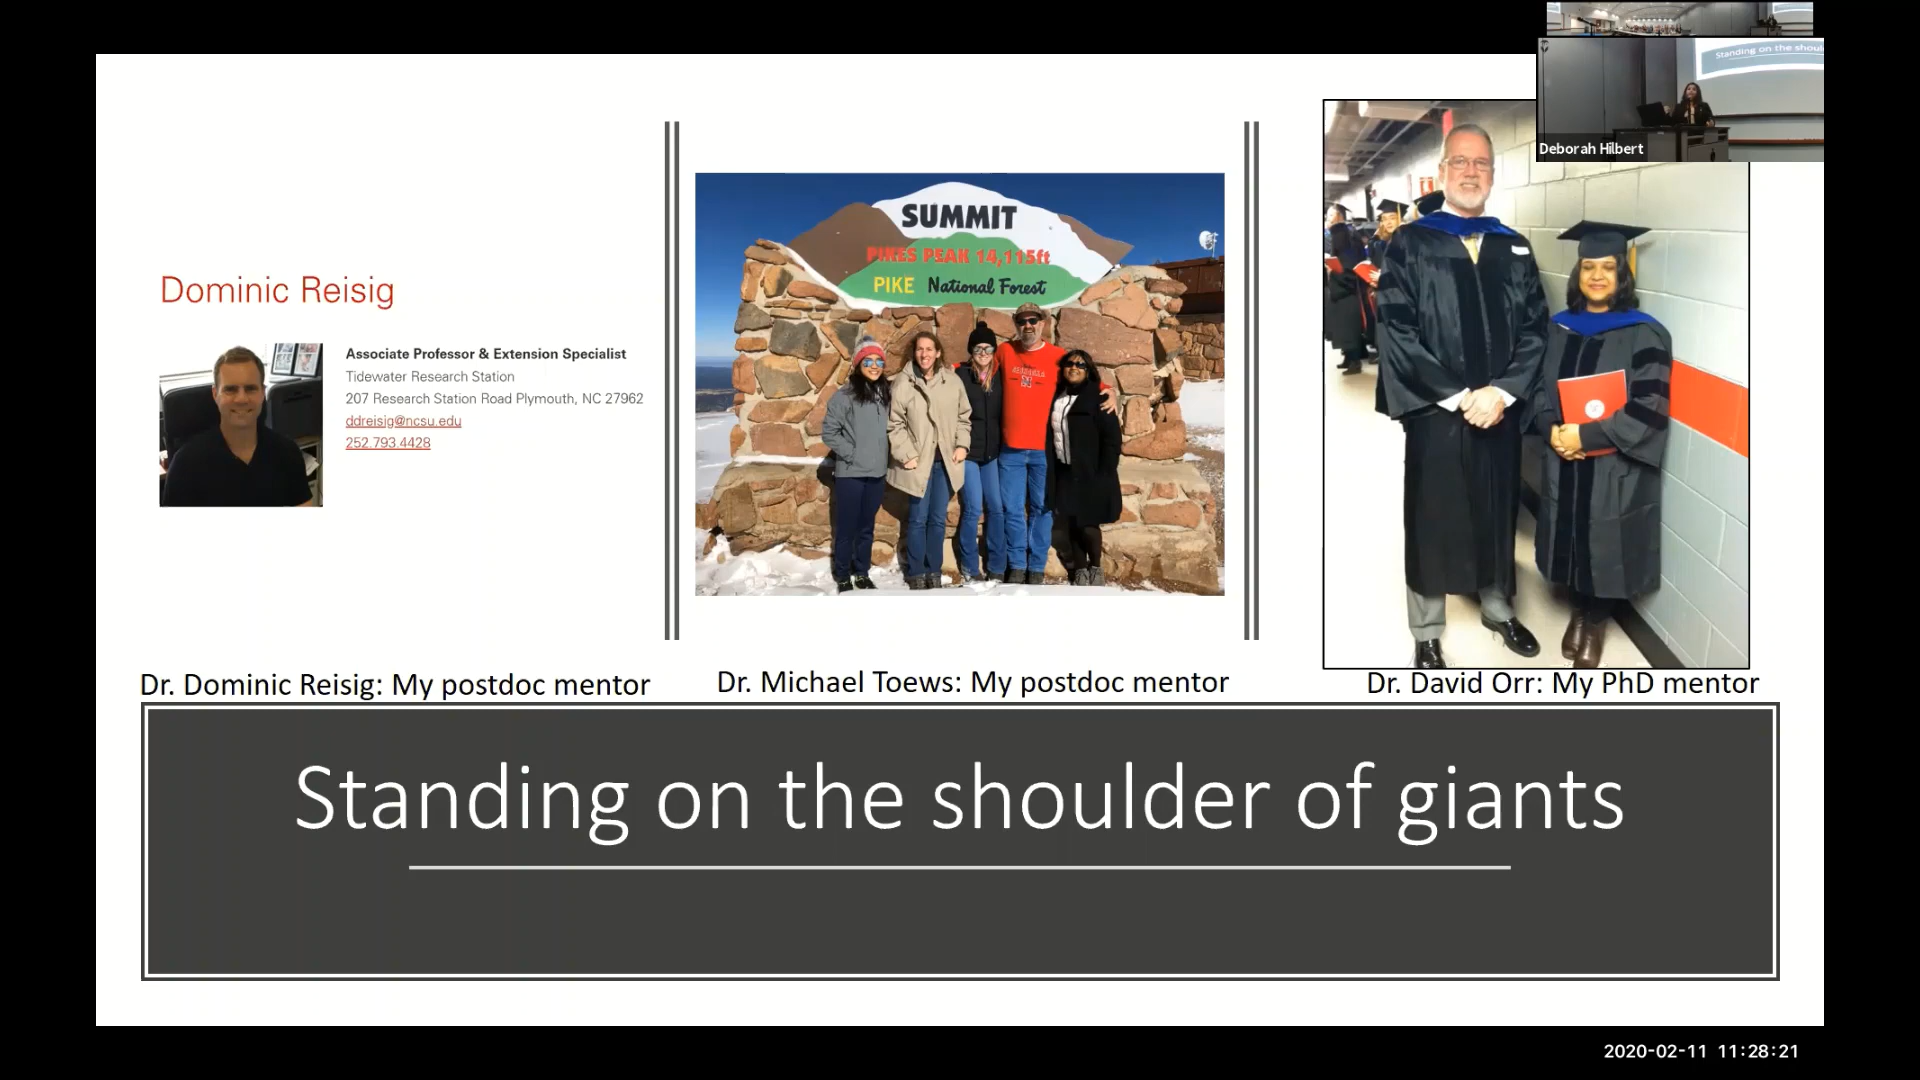 Standing on the shoul
Deborah Hilbert
SUMMIT
PIKES PEAK 14,115ft
PIKE National Forest
Dominic Reisig
Associate Professor & Extension Specialist
Tidewater Research Station
207 Research Station Road Plymouth, NC 27962
ddreisig@ncsu.edu
252.793.4428
Dr. Dominic Reisig: My postdoc mentor
Dr. Michael Toews: My postdoc mentor
Dr. David Orr: My PhD mentor
Standing on the shoulder of giants
2020-02-11 11:28:21